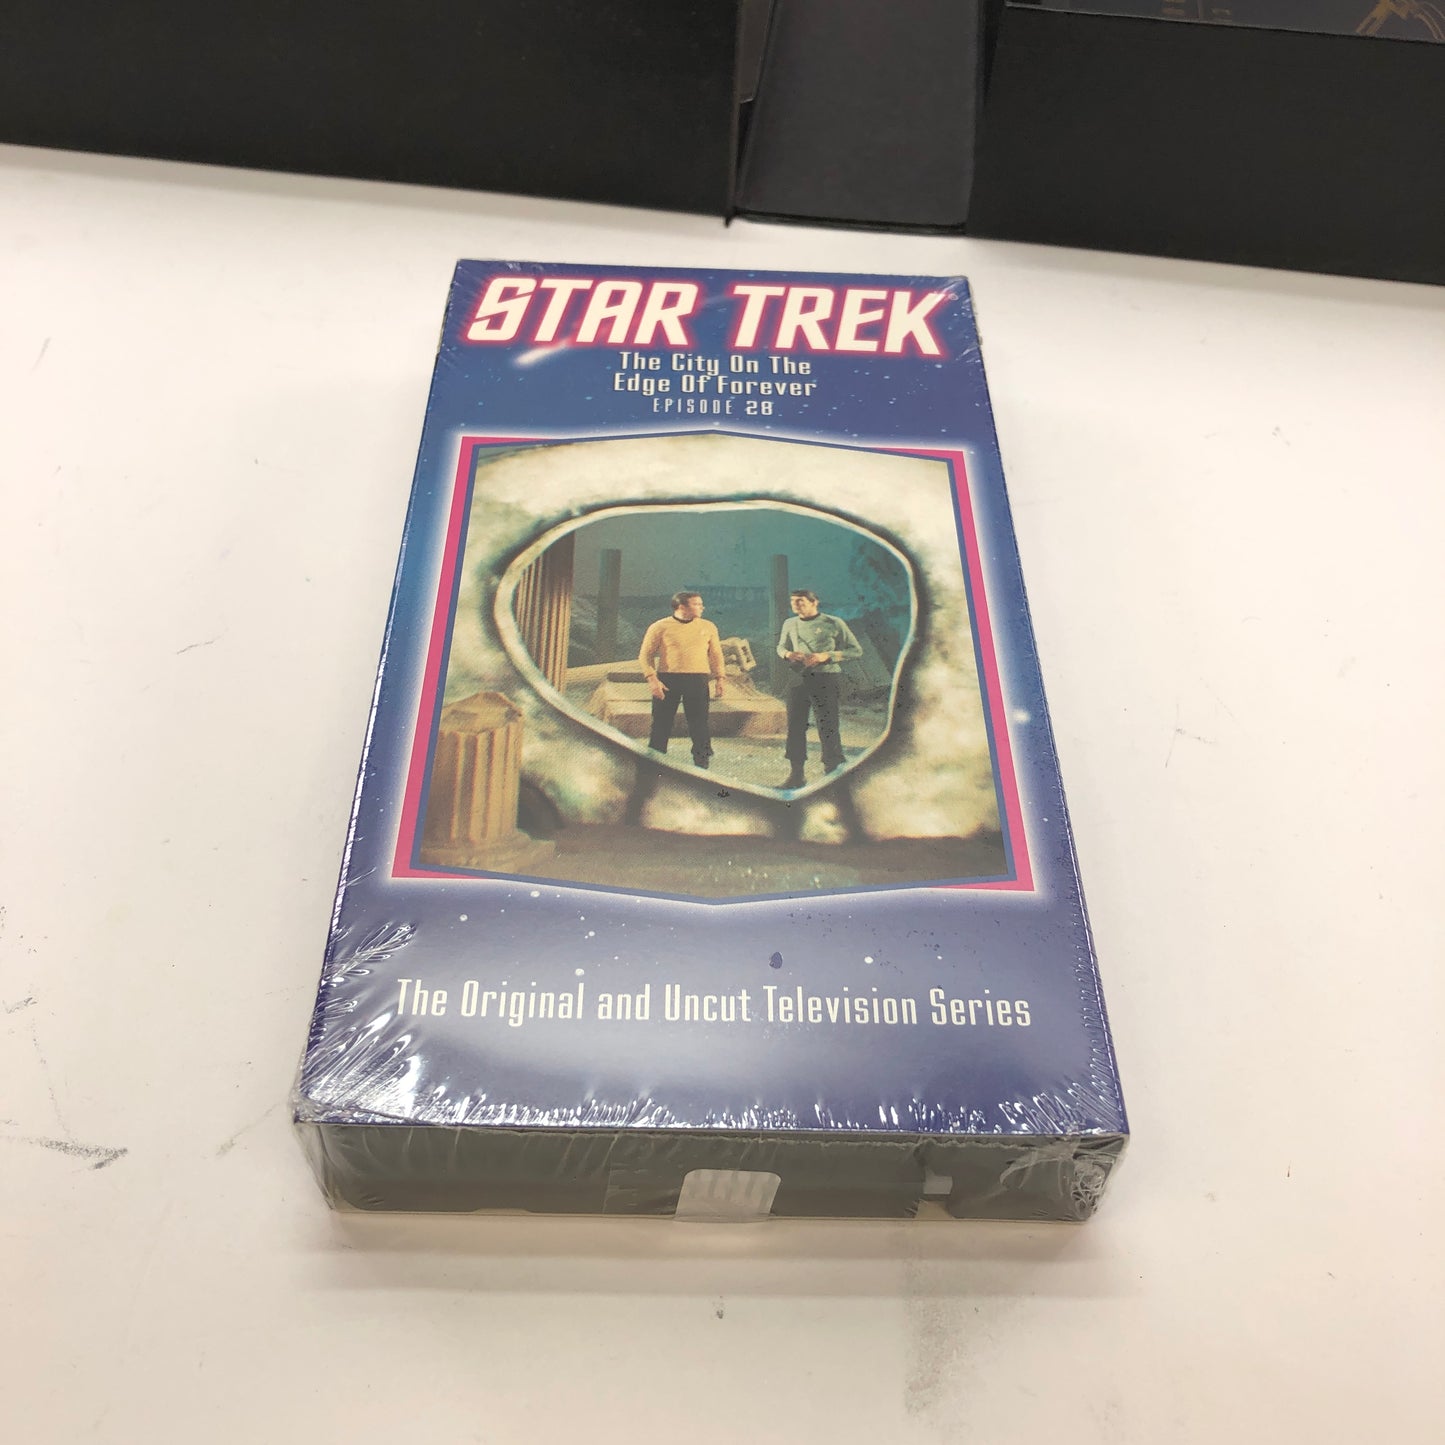 STAR TREK
The City On The
Edge Of Forever
EPISODE 28
The Original and Uncut Television Series